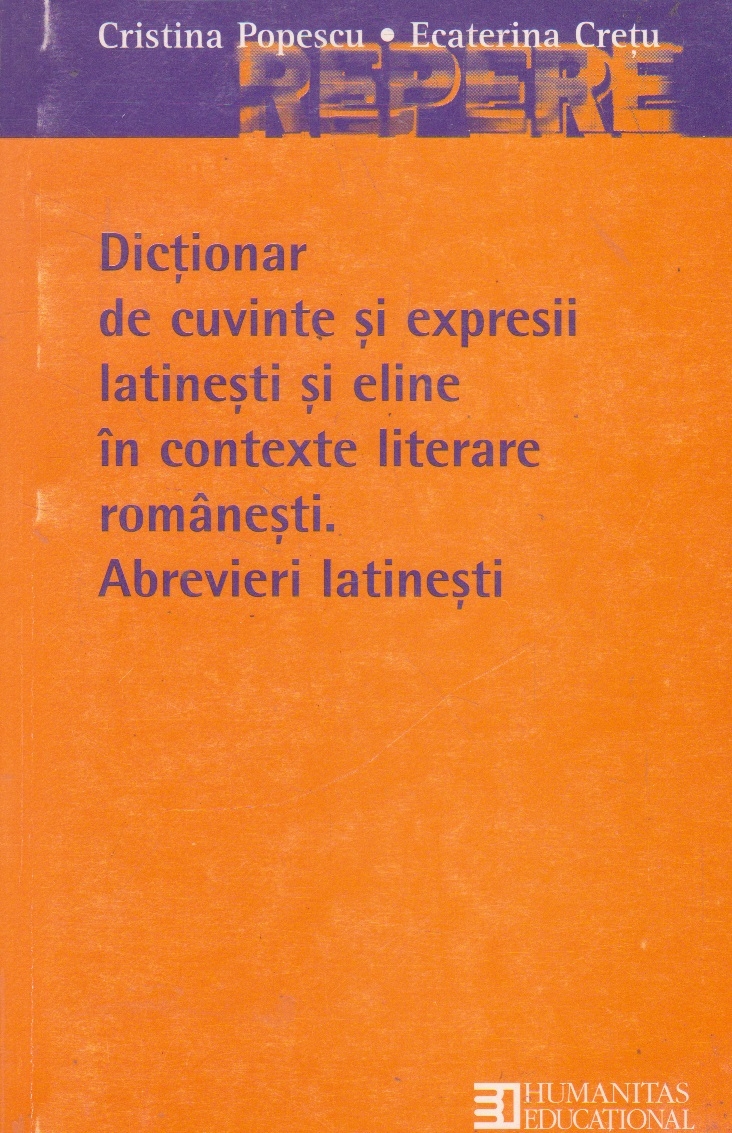 Cristina Popescu • Ecaterina Crețu
REPERE
Dicționar
de cuvinte și expresii
latinești și eline
în contexte literare
românești.
Abrevieri latinești
HUMANITAS
EDUCAȚIONAL